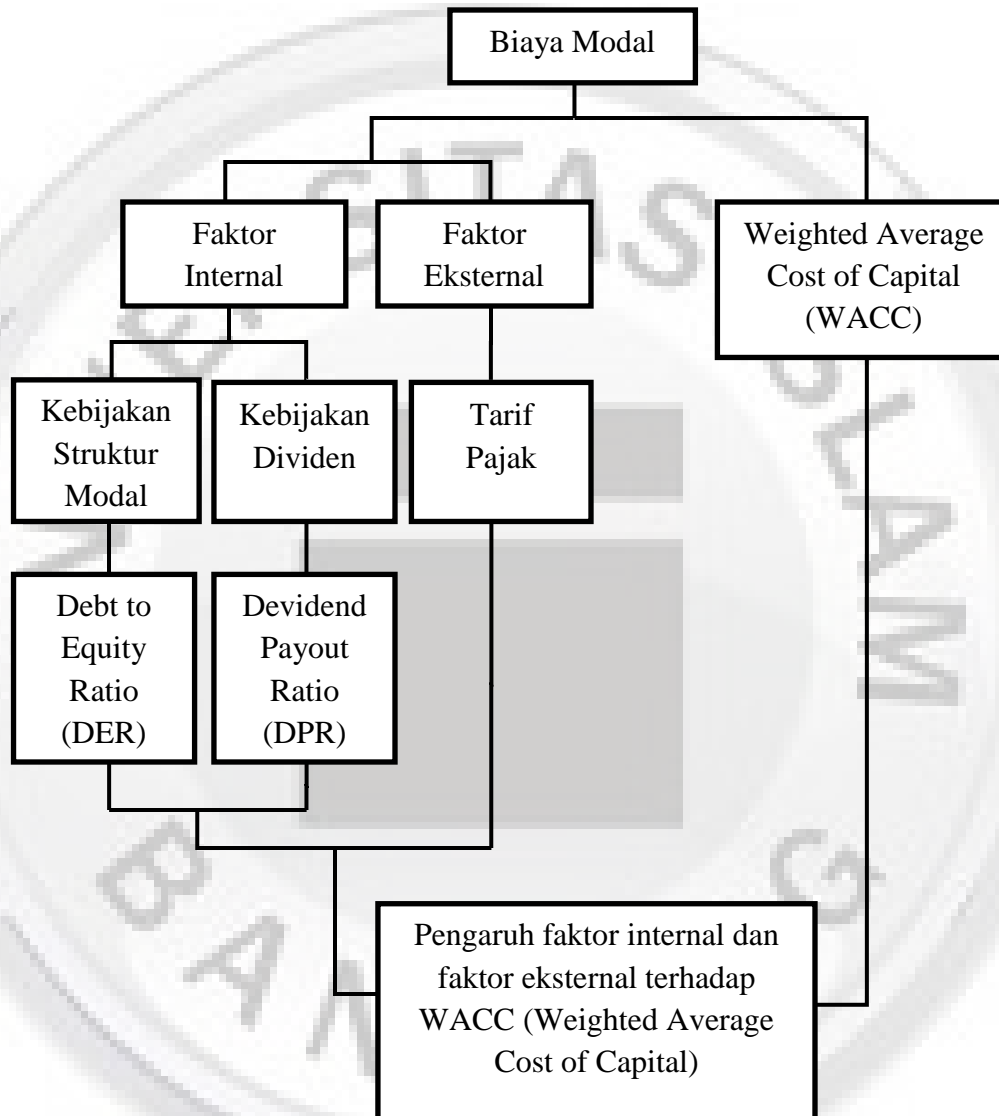 Biaya Modal
Faktor
Internal
Faktor
Eksternal
Weighted Average
Cost of Capital
(WACC)
Kebijakan
Struktur
Modal
Kebijakan
Dividen
Tarif
Pajak
Debt to
Equity
Ratio
(DER)
Devidend
Payout
Ratio
(DPR)
Pengaruh faktor internal dan
faktor eksternal terhadap
WACC (Weighted Average
Cost of Capital)